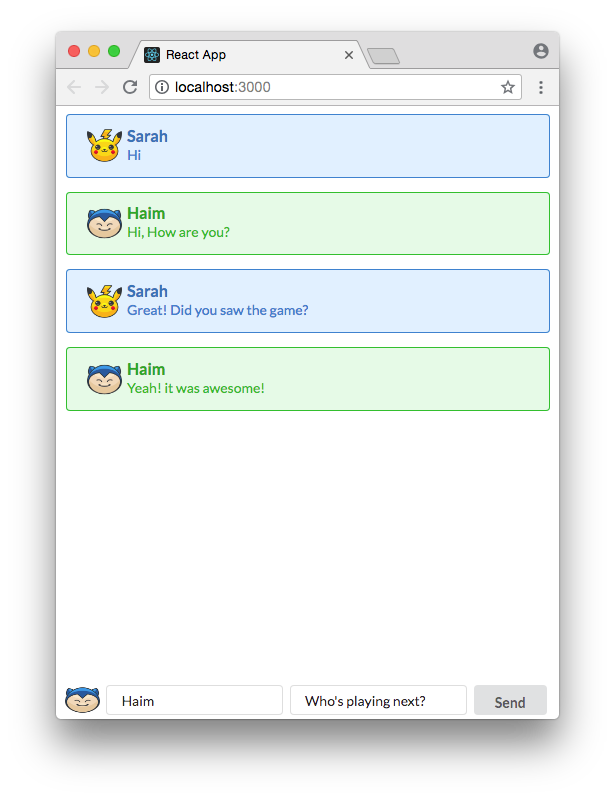 React App
localhost:3000
Sarah
Hi
Haim
Hi, How are you?
Sarah
Great! Did you saw the game?
Haim
Yeah! it was awesome!
Haim
Who's playing next?
Send